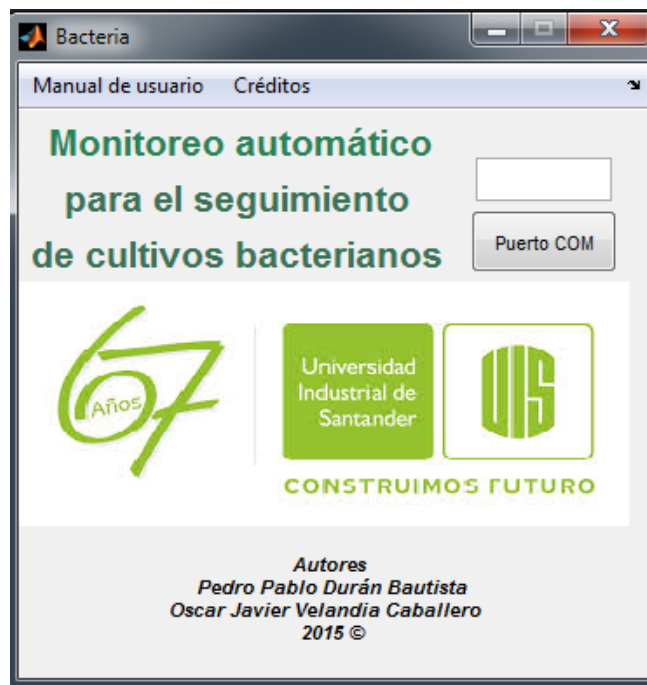 Bacteria
Manual de usuario Créditos
Monitoreo automático
para el seguimiento
de cultivos bacterianos
Puerto COM
67
Años
Universidad
Industrial de
Santander
UIS
CONSTRUIMOS FUTURO
Autores
Pedro Pablo Durán Bautista
Oscar Javier Velandia Caballero
2015 ©